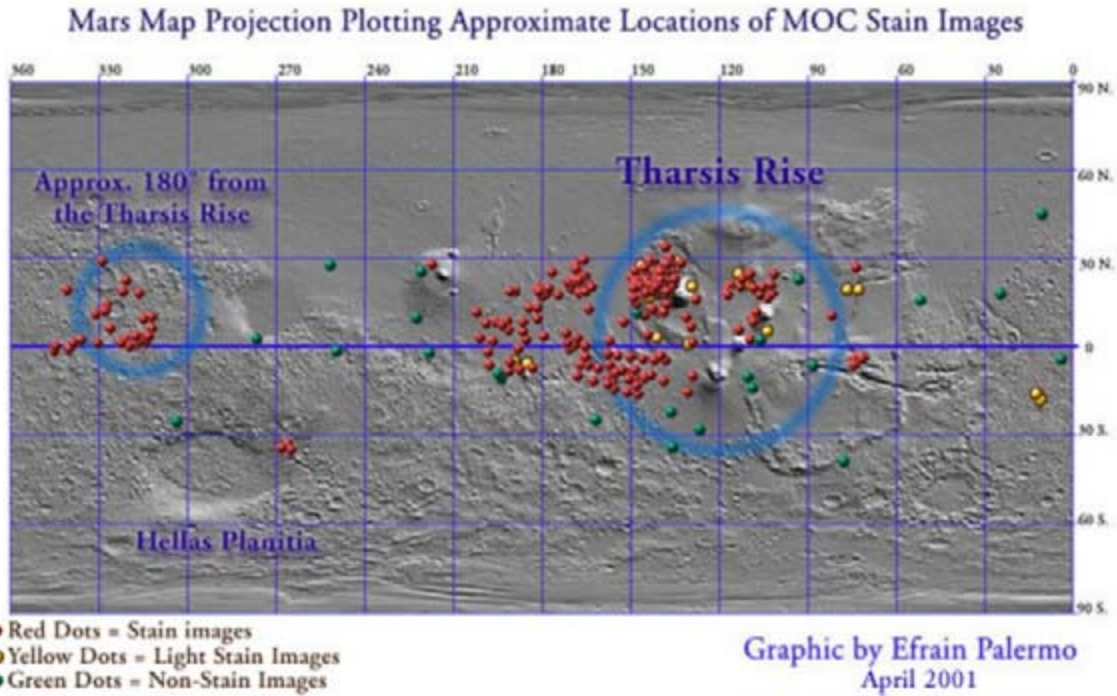 Mars Map Projection Plotting Approximate Locations of MOC Stain Images
360 330 300 270 240 210 180 150 120 90 60 30 0
90 N.
Approx. 180° from
the Tharsis Rise
Tharsis Rise
60 N.
30 N.
0
30 S.
60 S.
Hellas Planitia
90 S.
Red Dots = Stain images
Yellow Dots = Light Stain Images
Green Dots = Non-Stain Images
Graphic by Efrain Palermo
April 2001